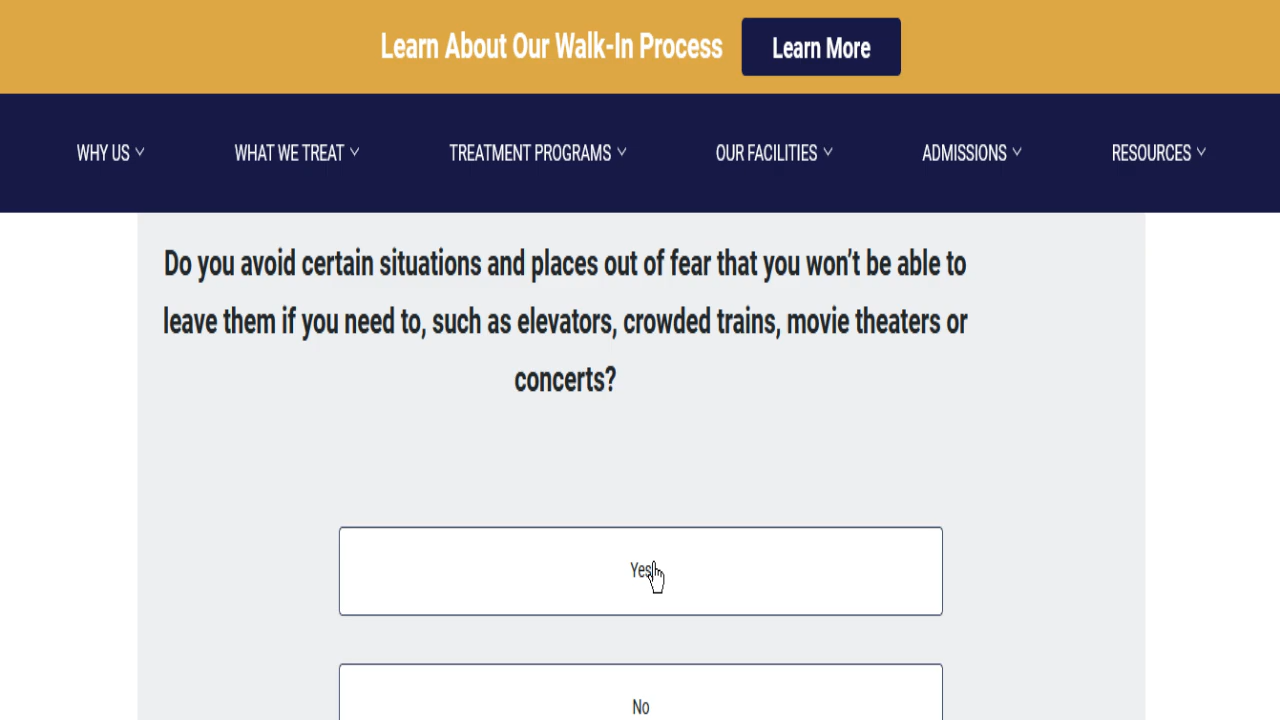 Learn About Our Walk-In Process Learn More
WHY US WHAT WE TREAT TREATMENT PROGRAMS OUR FACILITIES ADMISSIONS RESOURCES
Do you avoid certain situations and places out of fear that you won’t be able to
leave them if you need to, such as elevators, crowded trains, movie theaters or
concerts?
Yes
No